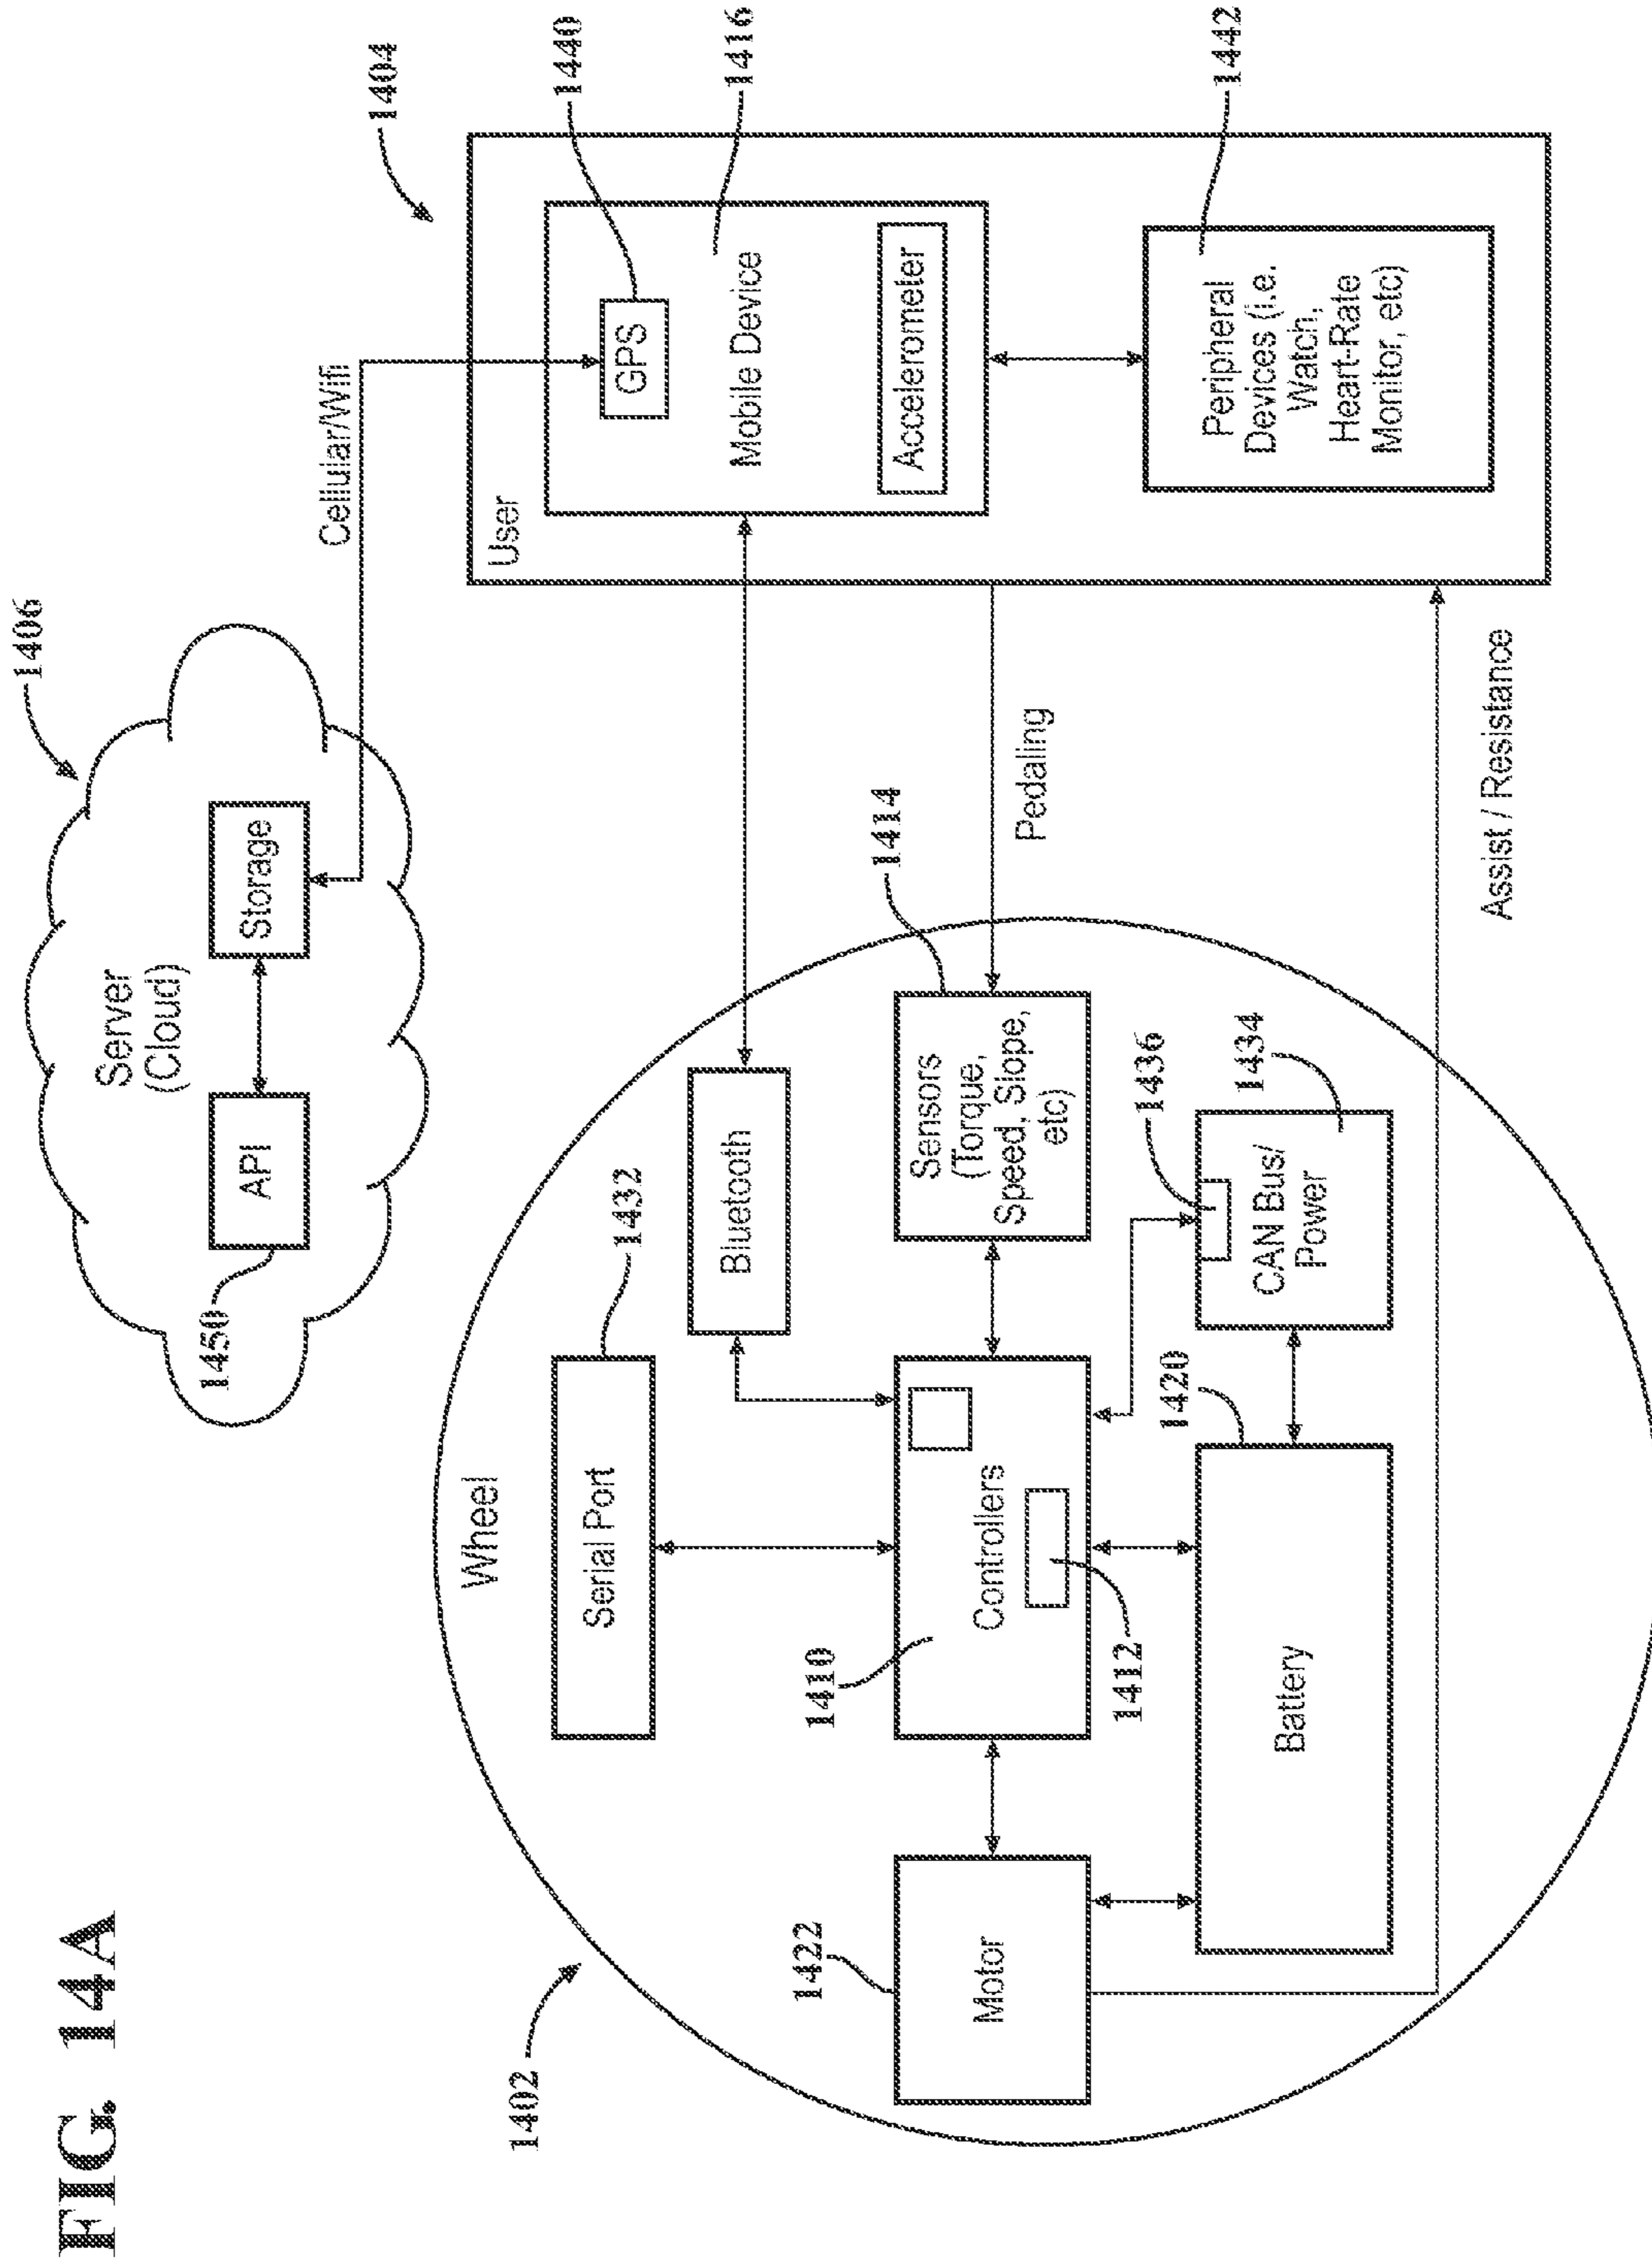 FIG. 14A
1406
Server
(Cloud)
API
Storage
1450
Cellular/Wifi
1404
1402
Wheel
Serial Port
1432
Bluetooth
1422
Motor
1410
Controllers
1412
Sensors
(Torque,
Speed, Slope,
etc)
1414
Battery
1420
CAN Bus/
Power
1436
1434
Pedaling
Assist / Resistance
User
GPS
1440
Mobile Device
1416
Accelerometer
Peripheral
Devices (i.e.
Watch,
Heart-Rate
Monitor, etc)
1442